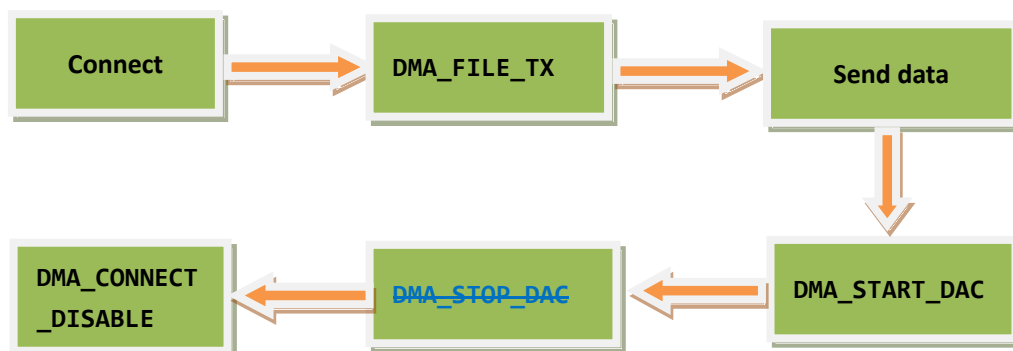 Connect
DMA_FILE_TX
Send data
DMA_START_DAC
DMA_STOP_DAC
DMA_CONNECT
_DISABLE